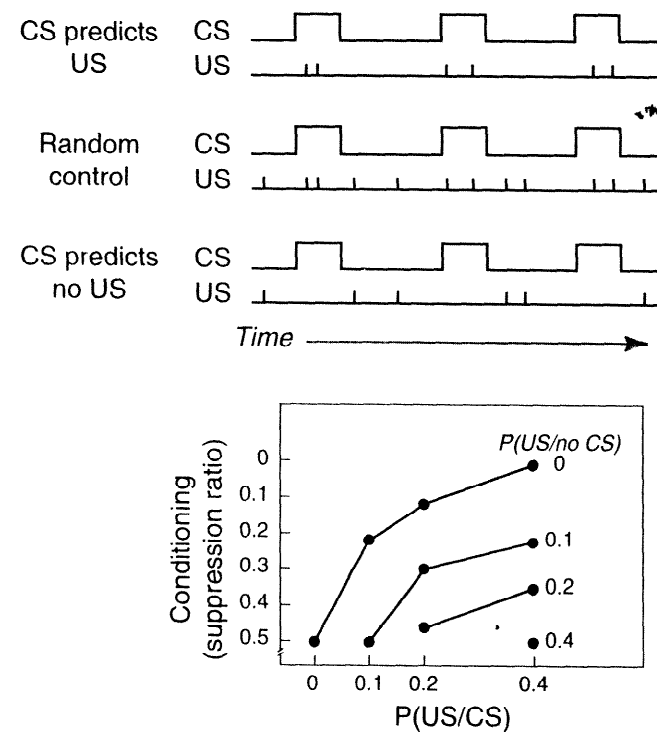 CS predicts
US
CS
US
Random
control
CS
US
CS predicts
no US
CS
US
Time
P(US/no CS)
0
0.1
0.2
0.4
Conditioning
(suppression ratio)
0
0.1
0.2
0.3
0.4
0.5
0 0.1 0.2 0.4
P(US/CS)